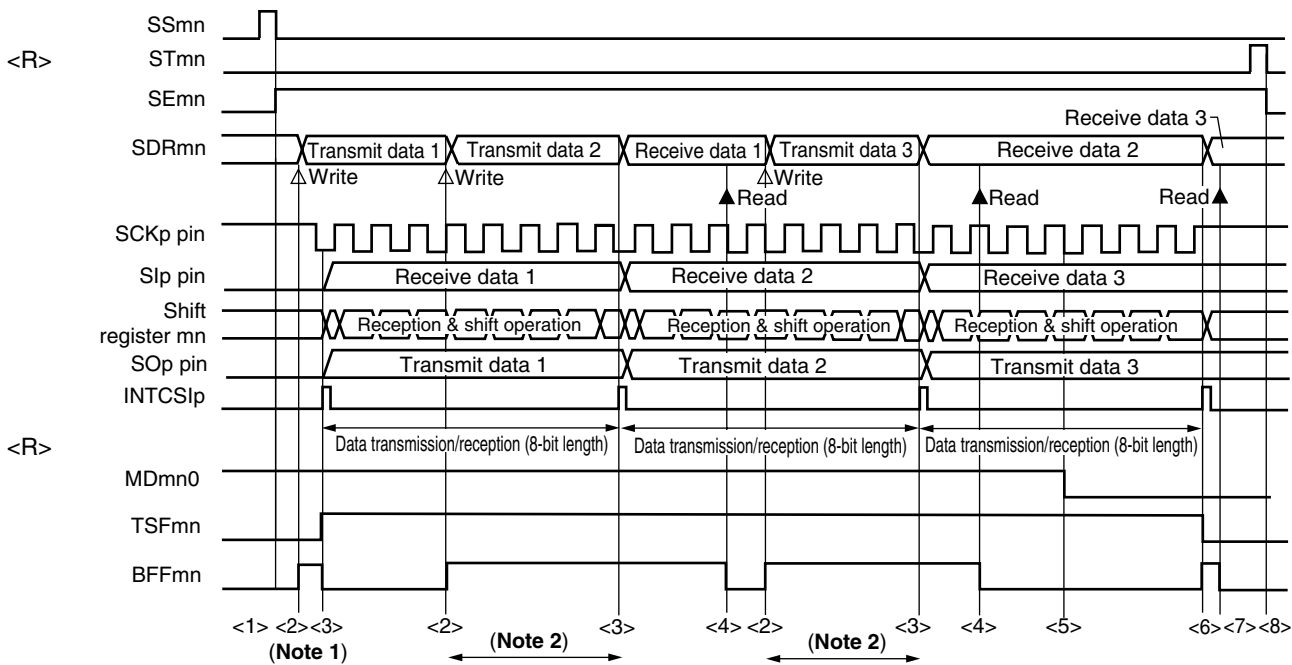 SSmn
<R> STmn
SEmn
Receive data 3
SDRmn Transmit data 1 Transmit data 2 Receive data 1 Transmit data 3 Receive data 2
Write Write Write
Read Read Read
SCKp pin
SIp pin Receive data 1 Receive data 2 Receive data 3
Shift
register mn Reception & shift operation Reception & shift operation Reception & shift operation
SOp pin Transmit data 1 Transmit data 2 Transmit data 3
INTCSIp
<R> Data transmission/reception (8-bit length) Data transmission/reception (8-bit length) Data transmission/reception (8-bit length)
MDmn0
TSFmn
BFFmn
<1> <2><3> <2> <3> <4> <2> <3> <4> <5> <6><7> <8>
(Note 1) (Note 2) (Note 2)